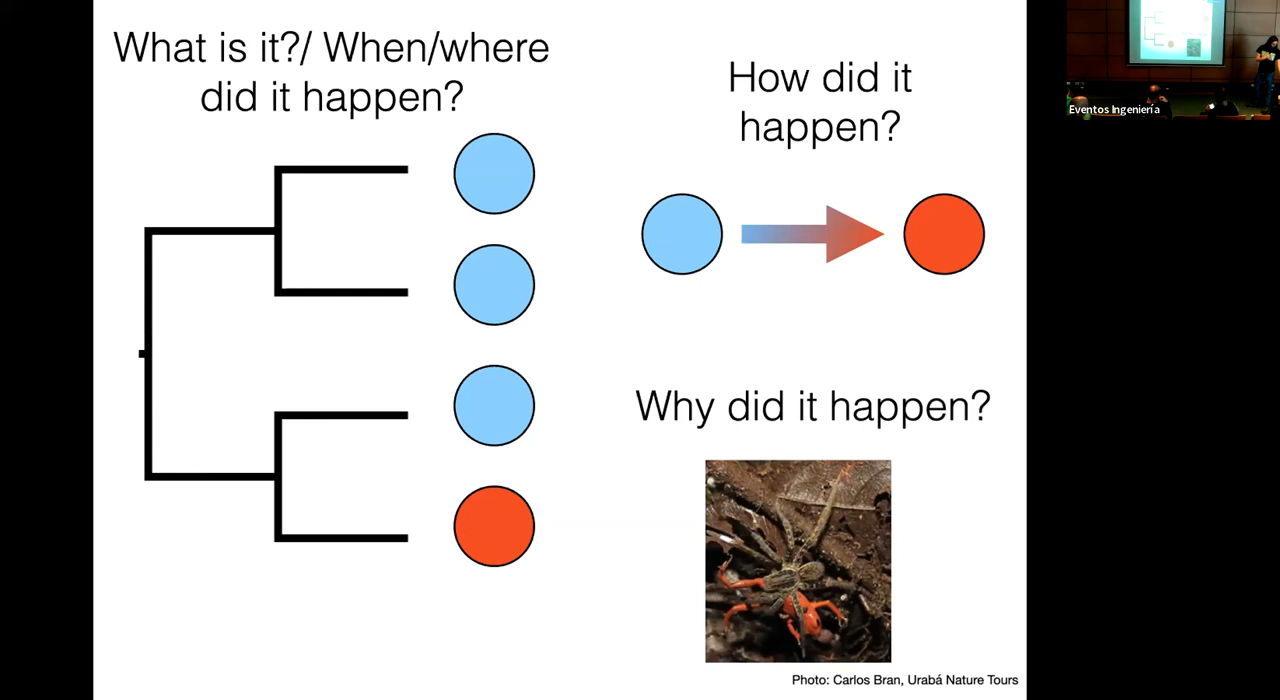 What is it?/ When/where
did it happen?
How did it
happen?
Why did it happen?
Photo: Carlos Bran, Urabá Nature Tours
Eventos Ingeniería